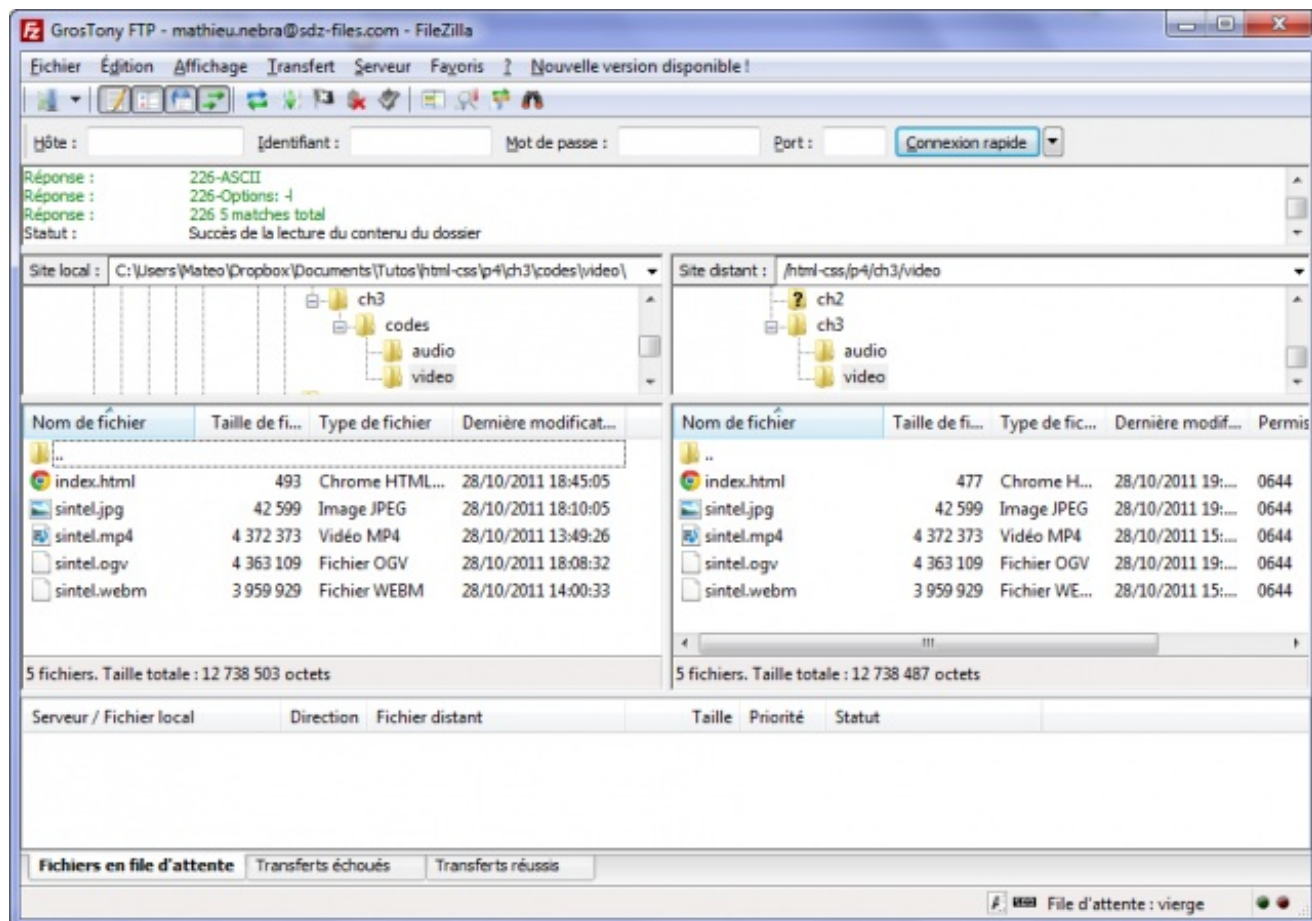 GrosTony FTP - mathieu.nebra@sdz-files.com - FileZilla
Fichier Édition Affichage Transfert Serveur Favoris ? Nouvelle version disponible !
Hôte : Identifiant : Mot de passe : Port : Connexion rapide
Réponse : 226-ASCII
Réponse : 226-Options: -l
Réponse : 226 5 matches total
Statut : Succès de la lecture du contenu du dossier
Site local : C:\Users\Mateo\Dropbox\Documents\Tutos\html-css\p4\ch3\codes\video\
ch3
codes
audio
video
Site distant : /html-css/p4/ch3/video
? ch2
ch3
audio
video
Nom de fichier Taille de fi... Type de fichier Dernière modificat...
..
index.html 493 Chrome HTML... 28/10/2011 18:45:05
sintel.jpg 42 599 Image JPEG 28/10/2011 18:10:05
sintel.mp4 4 372 373 Vidéo MP4 28/10/2011 13:49:26
sintel.ogv 4 363 109 Fichier OGV 28/10/2011 18:08:32
sintel.webm 3 959 929 Fichier WEBM 28/10/2011 14:00:33
5 fichiers. Taille totale : 12 738 503 octets
Nom de fichier Taille de fi... Type de fic... Dernière modif... Permis
..
index.html 477 Chrome H... 28/10/2011 19:... 0644
sintel.jpg 42 599 Image JPEG 28/10/2011 19:... 0644
sintel.mp4 4 372 373 Vidéo MP4 28/10/2011 15:... 0644
sintel.ogv 4 363 109 Fichier OGV 28/10/2011 19:... 0644
sintel.webm 3 959 929 Fichier WE... 28/10/2011 15:... 0644
5 fichiers. Taille totale : 12 738 487 octets
Serveur / Fichier local Direction Fichier distant Taille Priorité Statut
Fichiers en file d'attente Transferts échoués Transferts réussis
File d'attente : vierge